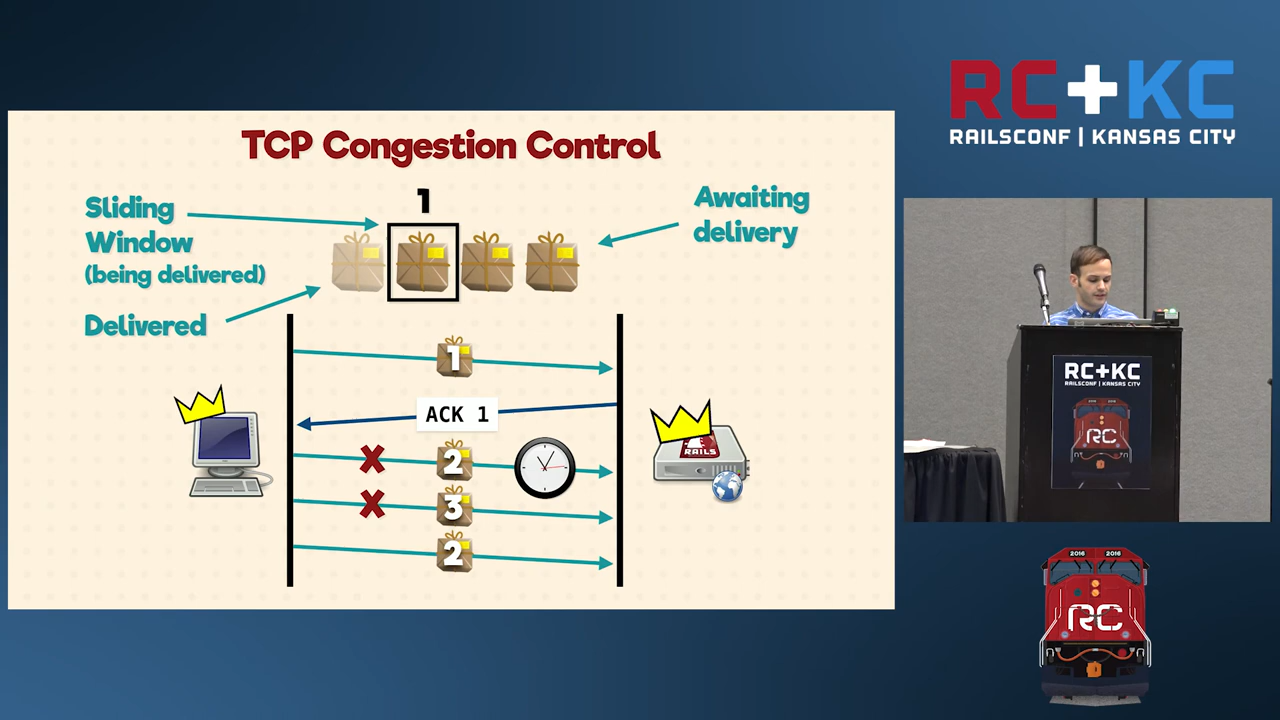 TCP Congestion Control
1
Sliding
Window
(being delivered)
Awaiting
delivery
Delivered
1
ACK 1
2
3
2
RAILS
RC+KC
RAILSCONF | KANSAS CITY
RC+KC
RAILSCONF | KANSAS CITY
RC
2016 2016
RC